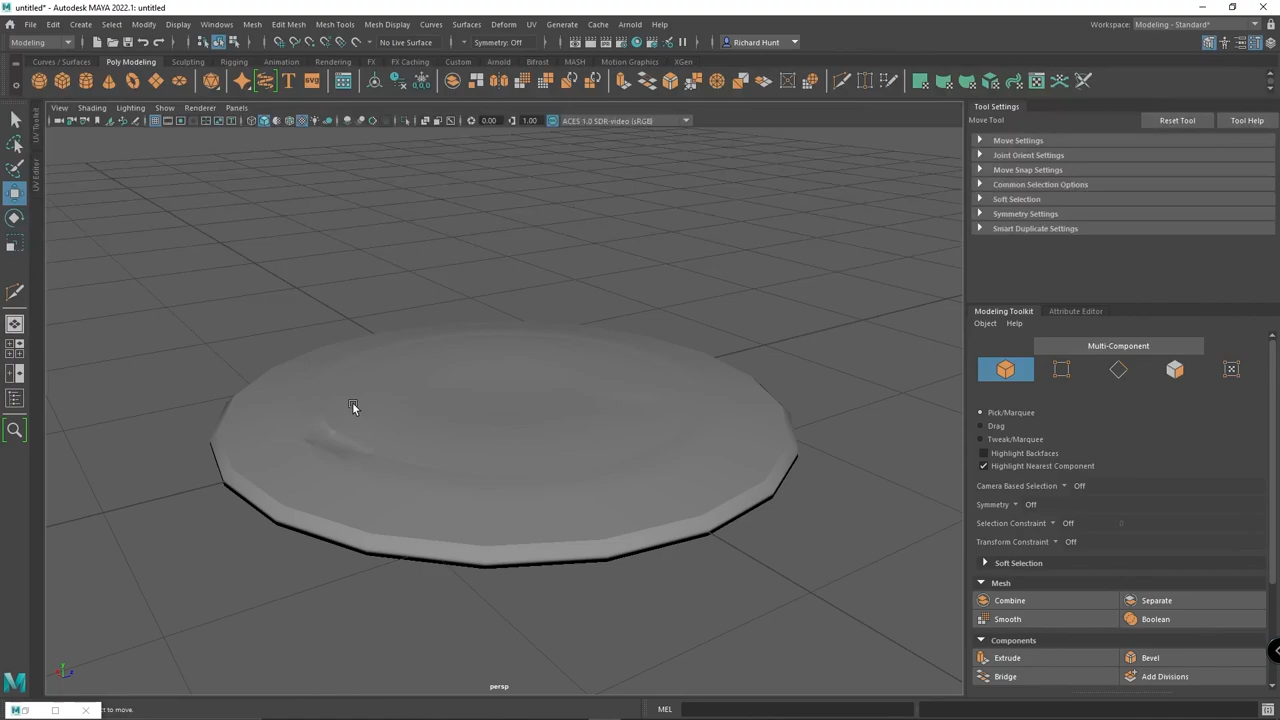 untitled* - Autodesk MAYA 2022.1: untitled
File Edit Create Select Modify Display Windows Mesh Edit Mesh Mesh Tools Mesh Display Curves Surfaces Deform UV Generate Cache Arnold Help
Workspace: Modeling - Standard*
Modeling
No Live Surface
Symmetry: Off
Richard Hunt
Curves / Surfaces Poly Modeling Sculpting Rigging Animation Rendering FX FX Caching Custom Arnold Bifrost MASH Motion Graphics XGen
View Shading Lighting Show Renderer Panels
0.00 1.00 ACES 1.0 SDR-video (sRGB)
UV Toolkit
UV Editor
persp
Tool Settings
Move Tool Reset Tool Tool Help
Move Settings
Joint Orient Settings
Move Snap Settings
Common Selection Options
Soft Selection
Symmetry Settings
Smart Duplicate Settings
Modeling Toolkit Attribute Editor
Object Help
Multi-Component
Pick/Marquee
Drag
Tweak/Marquee
Highlight Backfaces
Highlight Nearest Component
Camera Based Selection Off
Symmetry Off
Selection Constraint Off
Transform Constraint Off
Soft Selection
Mesh
Combine Separate
Smooth Boolean
Components
Extrude Bevel
Bridge Add Divisions
to move.
MEL